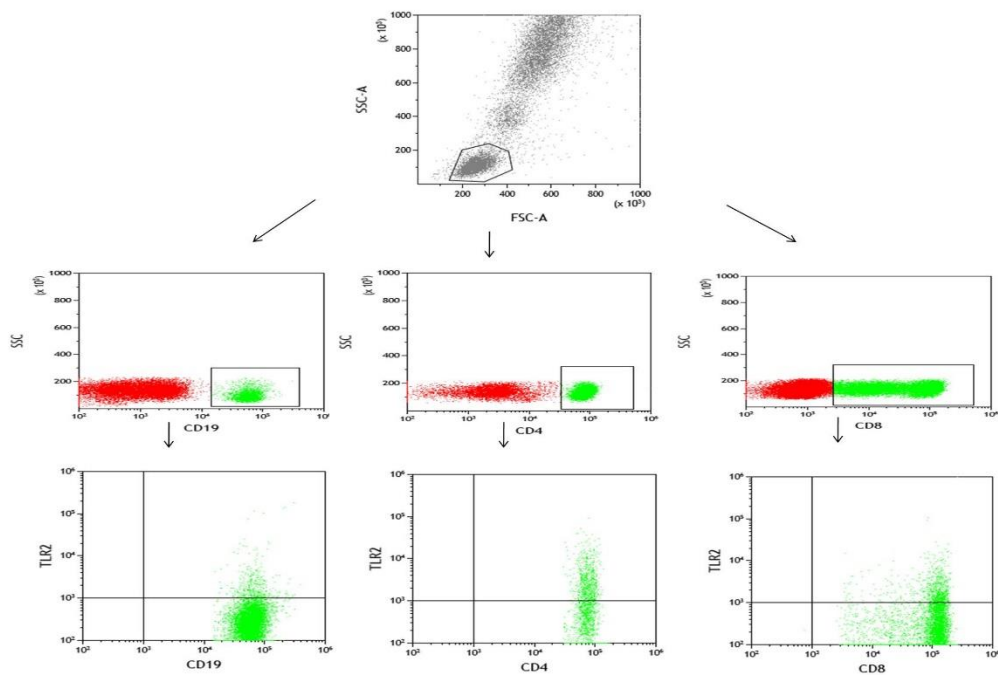 1000
(x 10³)
800
600
400
200
SSC-A
200 400 600 800 1000
(x 10³)
FSC-A
1000
(x 10³)
800
600
400
200
SSC
10² 10³ 10⁴ 10⁵
CD19
1000
(x 10³)
800
600
400
200
SSC
10² 10³ 10⁴ 10⁵ 10⁶
CD4
1000
(x 10³)
800
600
400
200
SSC
10² 10³ 10⁴ 10⁵ 10⁶
CD8
10⁶
10⁵
10⁴
10³
10²
TLR2
10² 10³ 10⁴ 10⁵ 10⁶
CD19
10⁶
10⁵
10⁴
10³
10²
TLR2
10² 10³ 10⁴ 10⁵ 10⁶
CD4
10⁶
10⁵
10⁴
10³
10²
TLR2
10² 10³ 10⁴ 10⁵ 10⁶
CD8